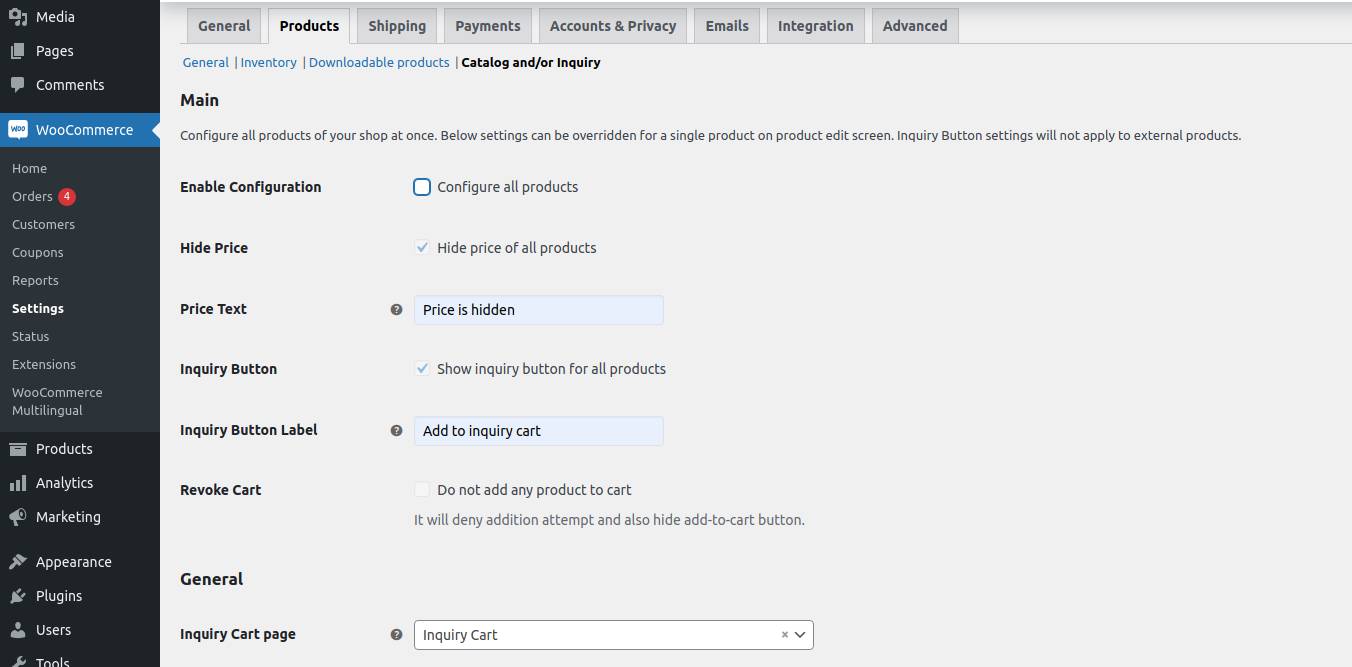 Media
Pages
Comments
WooCommerce
Home
Orders 4
Customers
Coupons
Reports
Settings
Status
Extensions
WooCommerce
Multilingual
Products
Analytics
Marketing
Appearance
Plugins
Users
Tools
General Products Shipping Payments Accounts & Privacy Emails Integration Advanced
General | Inventory | Downloadable products | Catalog and/or Inquiry
Main
Configure all products of your shop at once. Below settings can be overridden for a single product on product edit screen. Inquiry Button settings will not apply to external products.
Enable Configuration Configure all products
Hide Price Hide price of all products
Price Text ? Price is hidden
Inquiry Button Show inquiry button for all products
Inquiry Button Label ? Add to inquiry cart
Revoke Cart Do not add any product to cart
It will deny addition attempt and also hide add-to-cart button.
General
Inquiry Cart page ? Inquiry Cart ×